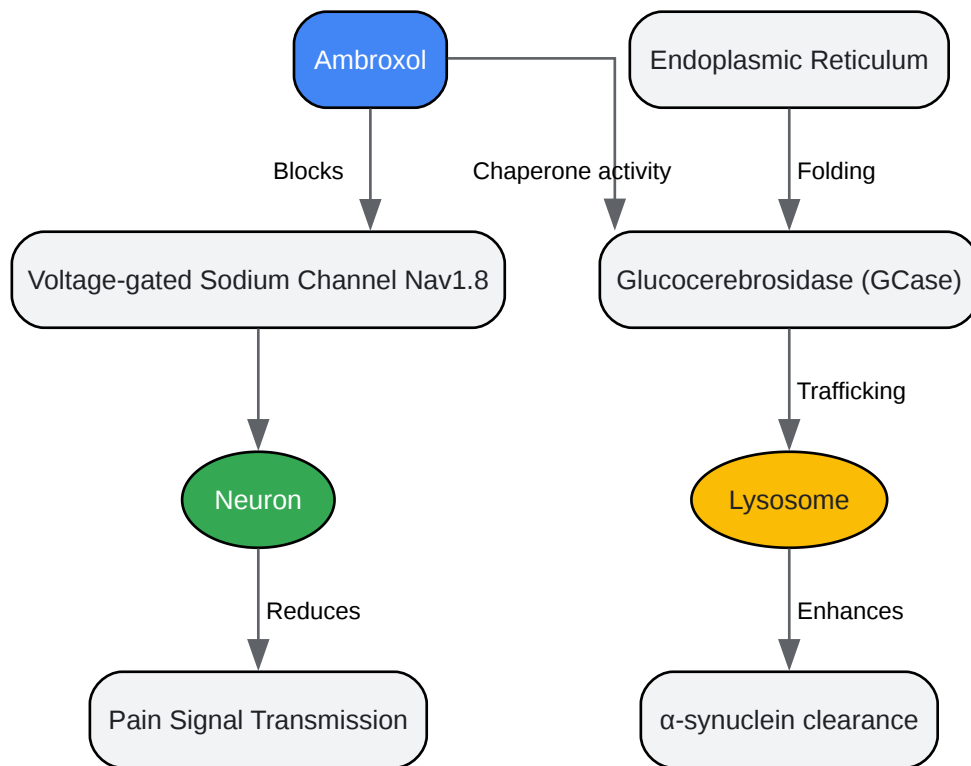 Ambroxol
Endoplasmic Reticulum
Blocks
Chaperone activity
Folding
Voltage-gated Sodium Channel Nav1.8
Glucocerebrosidase (GCase)
Trafficking
Neuron
Lysosome
Reduces
Enhances
Pain Signal Transmission
α-synuclein clearance